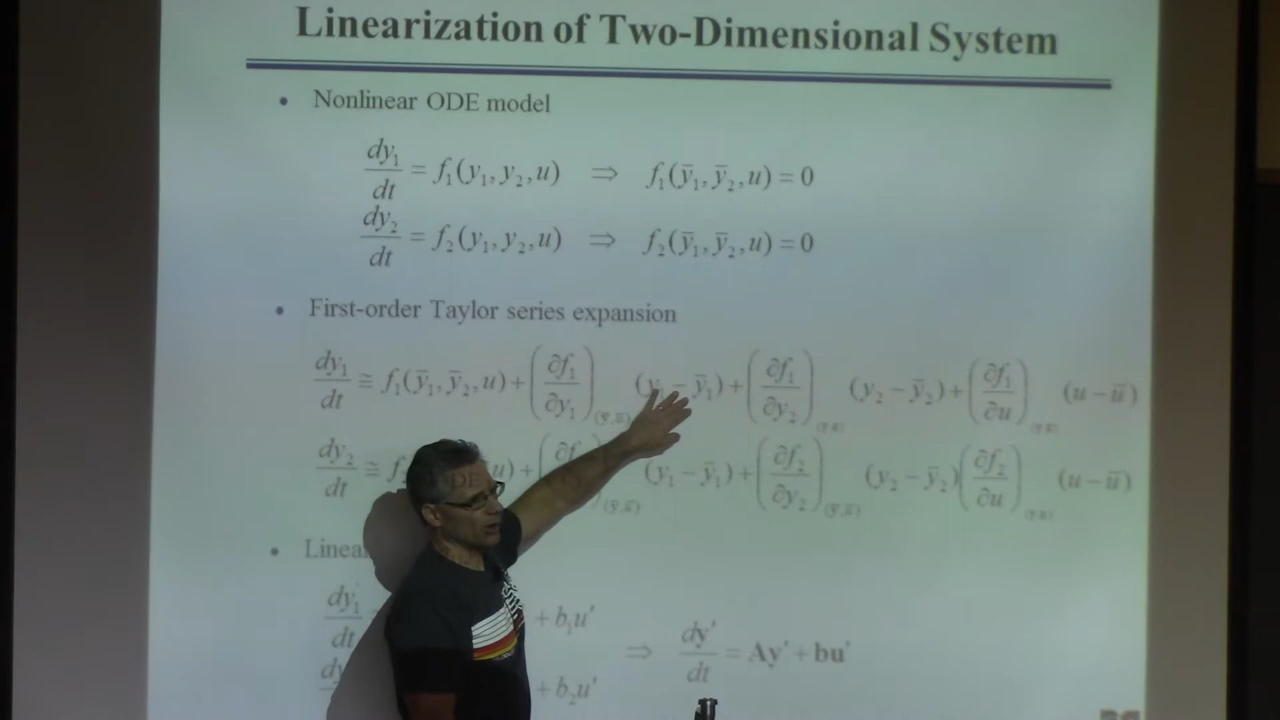 Linearization of Two-Dimensional System
• Nonlinear ODE model
dy₁/dt = f₁(y₁, y₂, u) ⇒ f₁(ȳ₁, ȳ₂, u) = 0
dy₂/dt = f₂(y₁, y₂, u) ⇒ f₂(ȳ₁, ȳ₂, u) = 0
• First-order Taylor series expansion
dy₁/dt ≅ f₁(ȳ₁, ȳ₂, u) + (∂f₁/∂y₁)(ȳ,ū) (y₁ − ȳ₁) + (∂f₁/∂y₂)(ȳ,ū) (y₂ − ȳ₂) + (∂f₁/∂u)(ȳ,ū) (u − ū)
dy₂/dt ≅ u) + (∂f (ȳ,ū) (y₁ − ȳ₁) + (∂f₂/∂y₂)(ȳ,ū) (y₂ − ȳ₂)(∂f₂/∂u)(ȳ,ū) (u − ū)
• Linea
dy₁'/dt + b₁u' ⇒ dy'/dt = Ay' + bu'
dy + b₂u'